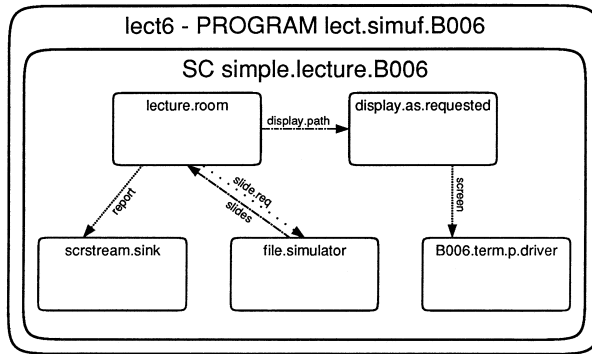 lect6 - PROGRAM lect.simuf.B006
SC simple.lecture.B006
lecture.room
display.path
display.as.requested
report
slide.req
slides
screen
scrstream.sink
file.simulator
B006.term.p.driver